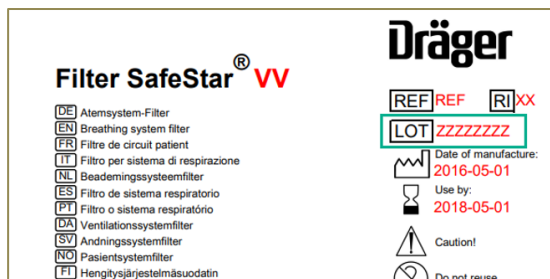 Dräger
Filter SafeStar® VV
REF REF RI XX
LOT ZZZZZZZZ
DE Atemsystem-Filter
EN Breathing system filter
FR Filtre de circuit patient
IT Filtro per sistema di respirazione
NL Beademingssysteemfilter
ES Filtro de sistema respiratorio
PT Filtro o sistema respiratório
DA Ventilationssystemfilter
SV Andningssystemfilter
NO Pasientsystemfilter
FI Hengitysjärjestelmäsuodatin
Date of manufacture:
2016-05-01
Use by:
2018-05-01
Caution!
Do not reuse